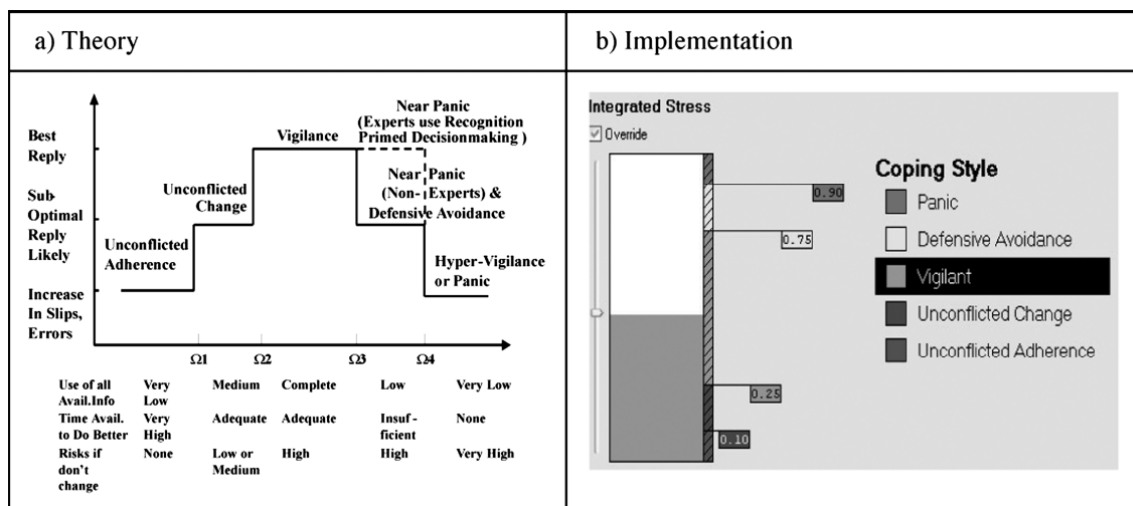 a) Theory
b) Implementation
Near Panic
(Experts use Recognition
Primed Decisionmaking )
Vigilance
Best
Reply
Near Panic
(Non-Experts) &
Defensive Avoidance
Unconflicted
Change
Sub-
Optimal
Reply
Likely
Unconflicted
Adherence
Hyper-Vigilance
or Panic
Increase
In Slips,
Errors
Ω1 Ω2 Ω3 Ω4
Use of all Very Medium Complete Low Very Low
Avail.Info Low
Time Avail. Very Adequate Adequate Insuf- None
to Do Better High ficient
Risks if None Low or High High Very High
don't Medium
change
Integrated Stress
Override
0.90
0.75
0.25
0.10
Coping Style
Panic
Defensive Avoidance
Vigilant
Unconflicted Change
Unconflicted Adherence